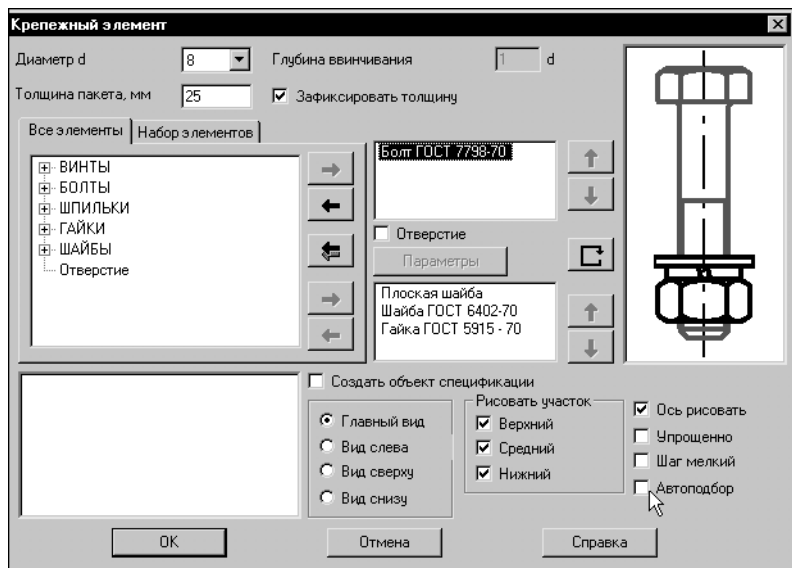 Крепежный элемент
Диаметр d 8 Глубина ввинчивания 1 d
Толщина пакета, мм 25 Зафиксировать толщину
Все элементы Набор элементов
ВИНТЫ
БОЛТЫ
ШПИЛЬКИ
ГАЙКИ
ШАЙБЫ
Отверстие
Болт ГОСТ 7798-70
Отверстие
Параметры
Плоская шайба
Шайба ГОСТ 6402-70
Гайка ГОСТ 5915 - 70
Создать объект спецификации
Главный вид
Вид слева
Вид сверху
Вид снизу
Рисовать участок
Верхний
Средний
Нижний
Ось рисовать
Упрощенно
Шаг мелкий
Автоподбор
OK Отмена Справка